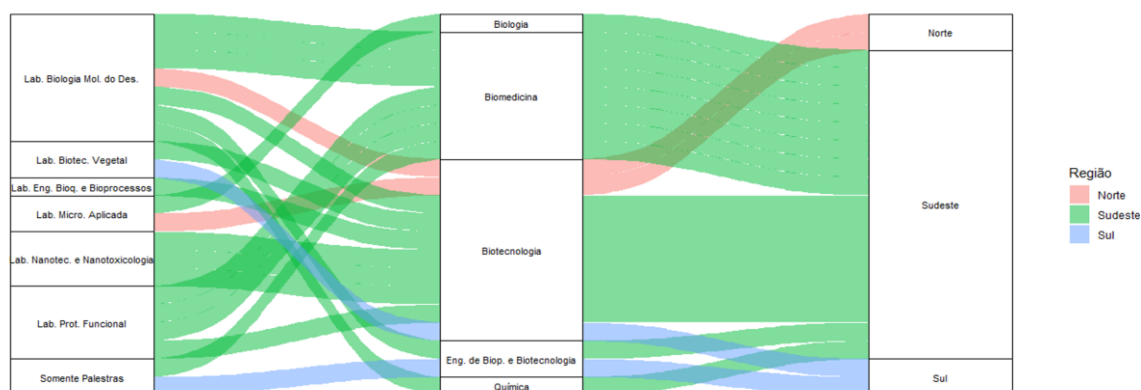 Lab. Biologia Mol. do Des.
Lab. Biotec. Vegetal
Lab. Eng. Bioq. e Bioprocessos
Lab. Micro. Aplicada
Lab. Nanotec. e Nanotoxicologia
Lab. Prot. Funcional
Somente Palestras
Biologia
Biomedicina
Biotecnologia
Eng. de Biop. e Biotecnologia
Química
Norte
Sudeste
Sul
Região
Norte
Sudeste
Sul